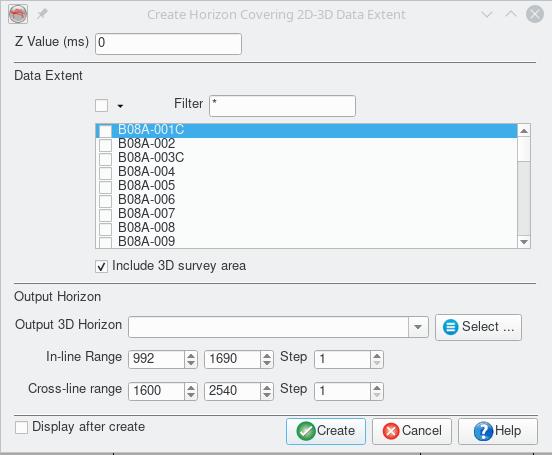 Create Horizon Covering 2D-3D Data Extent
Z Value (ms) 0
Data Extent
Filter *
B08A-001C
B08A-002
B08A-003C
B08A-004
B08A-005
B08A-006
B08A-007
B08A-008
B08A-009
Include 3D survey area
Output Horizon
Output 3D Horizon Select ...
In-line Range 992 1690 Step 1
Cross-line range 1600 2540 Step 1
Display after create Create Cancel Help